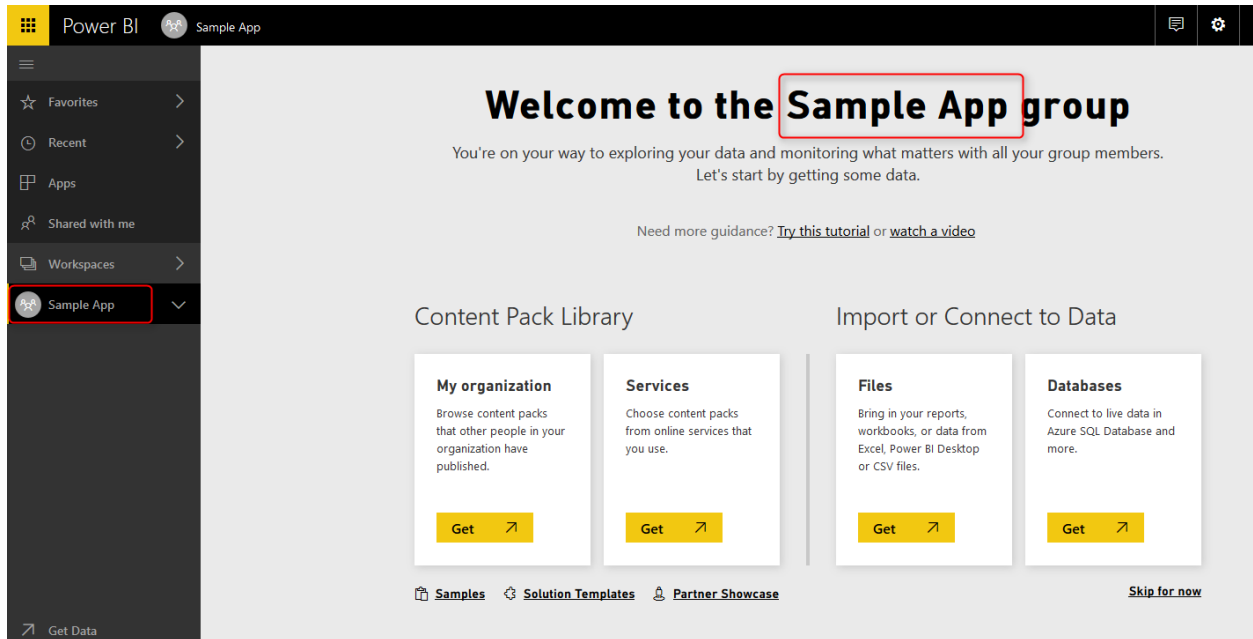 Power BI
Sample App
Favorites
Recent
Apps
Shared with me
Workspaces
Sample App
Get Data
Welcome to the Sample App group
You're on your way to exploring your data and monitoring what matters with all your group members.
Let's start by getting some data.
Need more guidance? Try this tutorial or watch a video
Content Pack Library
My organization
Browse content packs
that other people in your
organization have
published.
Get
Services
Choose content packs
from online services that
you use.
Get
Samples
Solution Templates
Partner Showcase
Import or Connect to Data
Files
Bring in your reports,
workbooks, or data from
Excel, Power BI Desktop
or CSV files.
Get
Databases
Connect to live data in
Azure SQL Database and
more.
Get
Skip for now